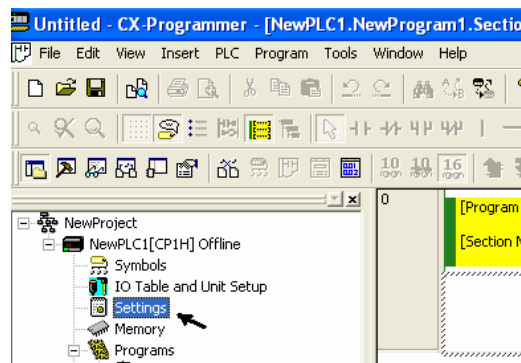 Untitled - CX-Programmer - [NewPLC1.NewProgram1.Sectio
File Edit View Insert PLC Program Tools Window Help
10 10 16
NewProject
NewPLC1[CP1H] Offline
Symbols
IO Table and Unit Setup
Settings
Memory
Programs
0
[Program
[Section N